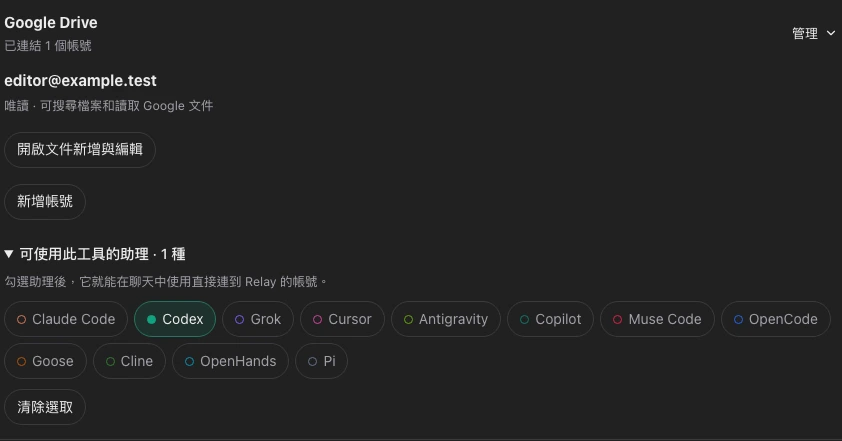 Google Drive
已連結 1 個帳號
管理
editor@example.test
唯讀 · 可搜尋檔案和讀取 Google 文件
開啟文件新增與編輯
新增帳號
▼ 可使用此工具的助理 · 1 種
勾選助理後，它就能在聊天中使用直接連到 Relay 的帳號。
Claude Code Codex Grok Cursor Antigravity Copilot Muse Code OpenCode
Goose Cline OpenHands Pi
清除選取